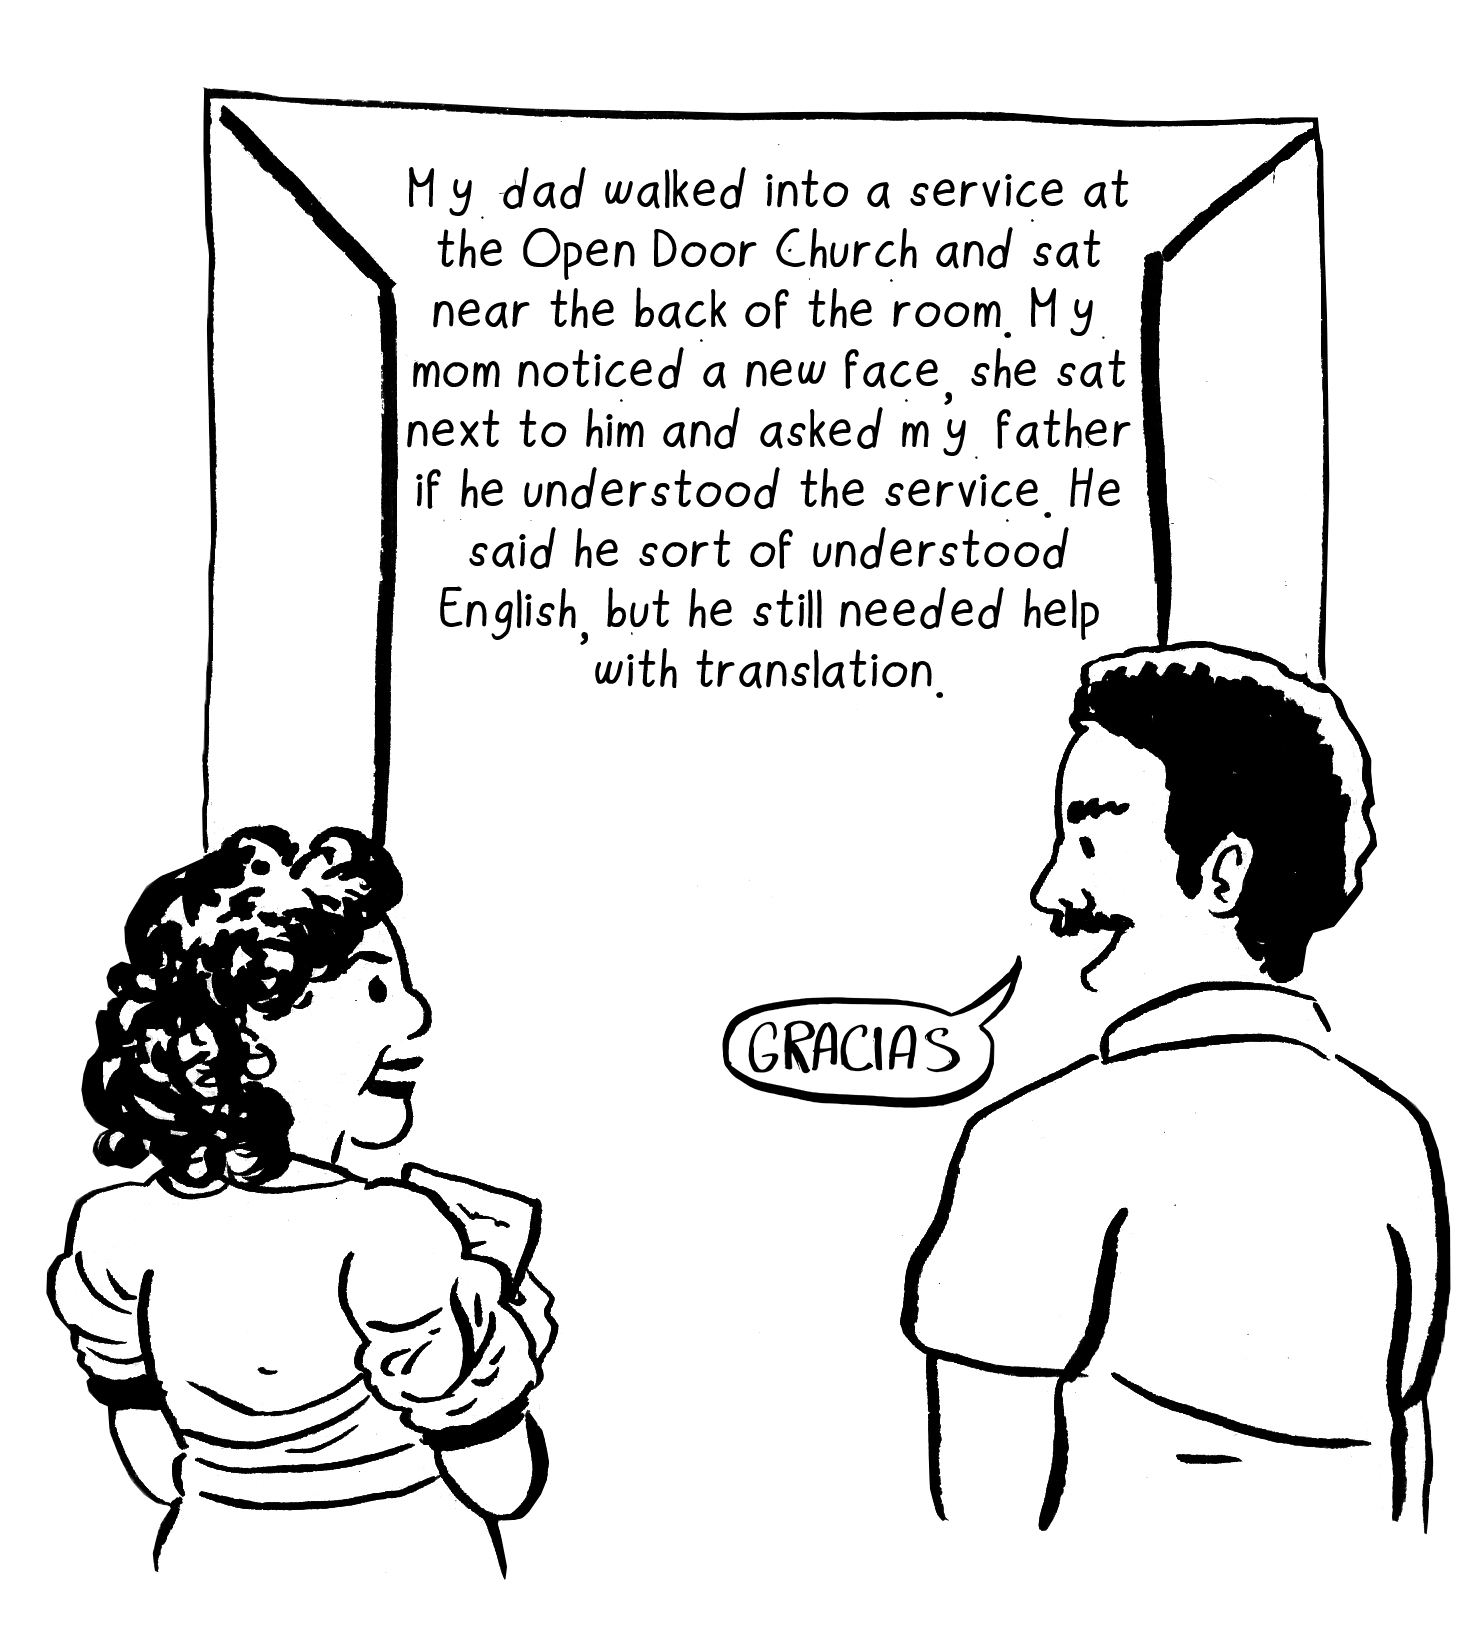 My dad walked into a service at
the Open Door Church and sat
near the back of the room. My
mom noticed a new face, she sat
next to him and asked my father
if he understood the service. He
said he sort of understood
English, but he still needed help
with translation.
GRACIAS